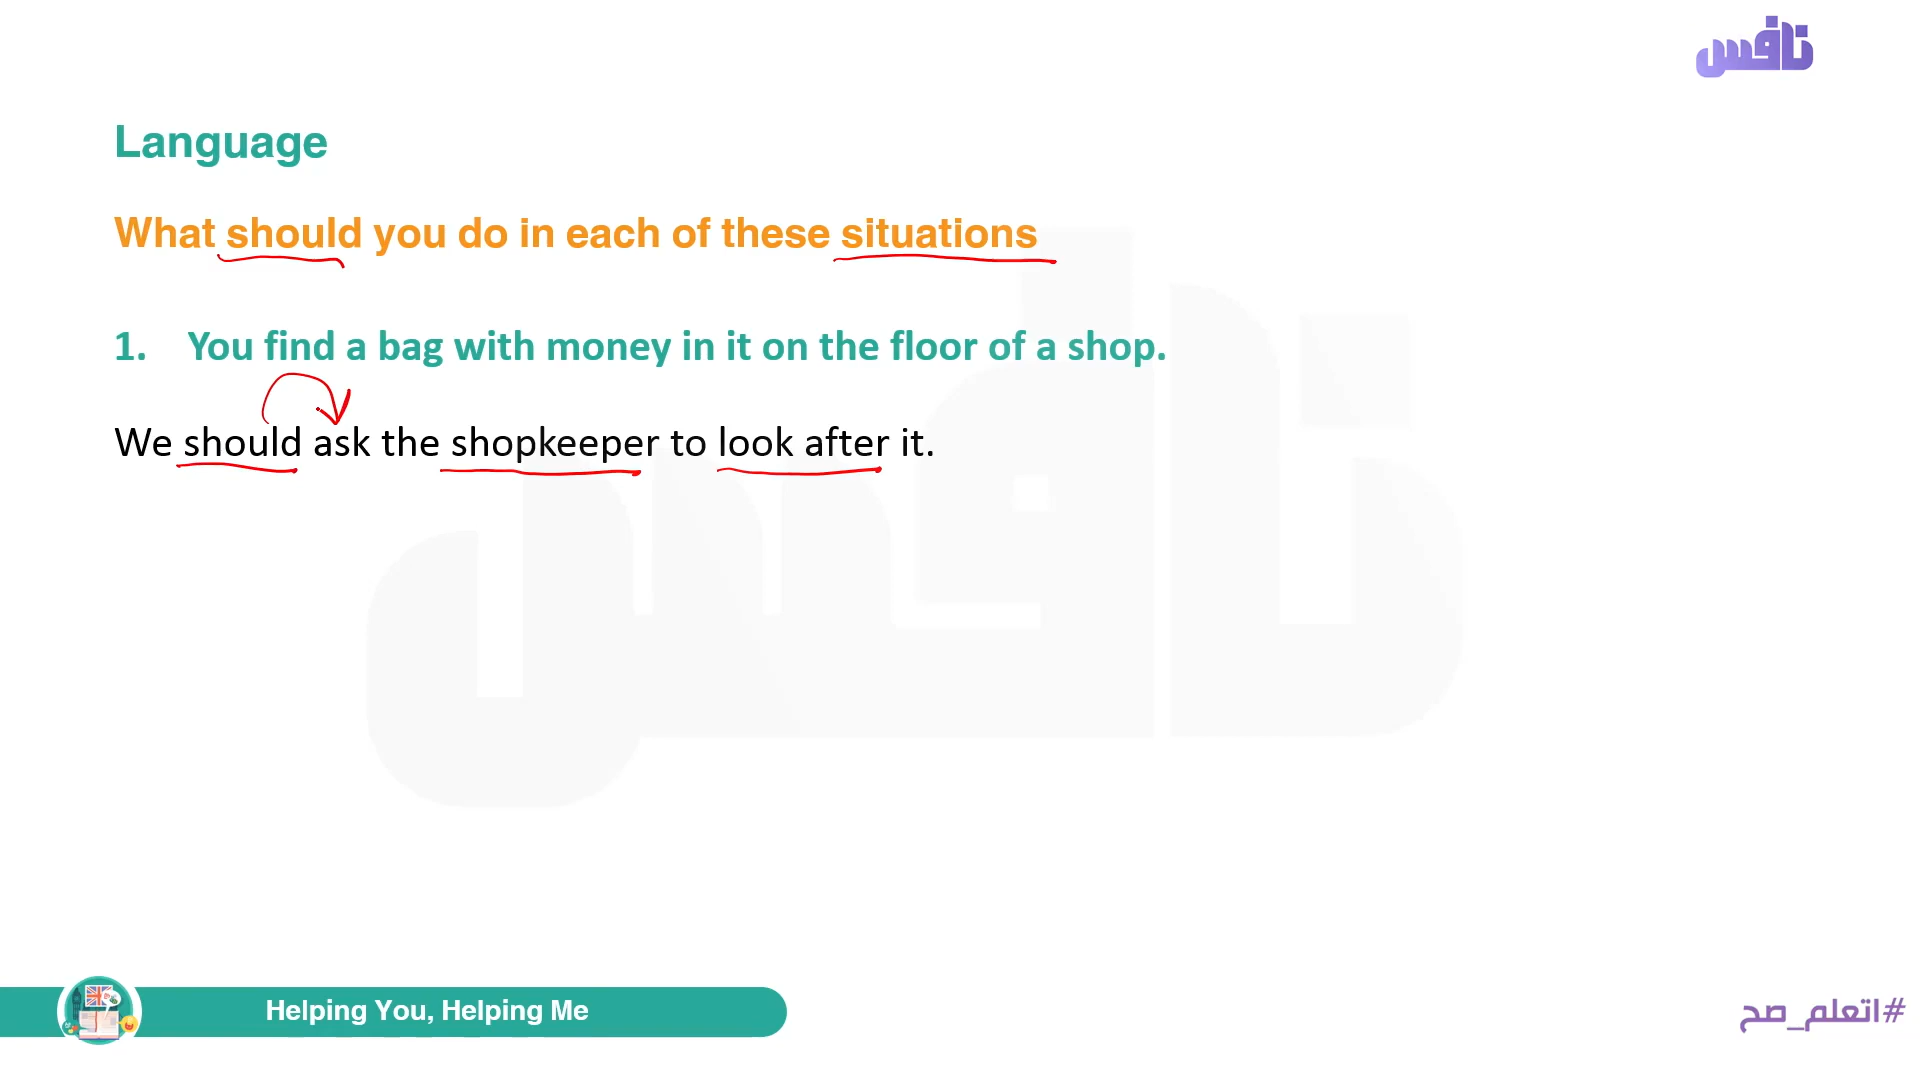 نافس
Language
What should you do in each of these situations
1. You find a bag with money in it on the floor of a shop.
We should ask the shopkeeper to look after it.
Helping You, Helping Me
#اتعلم_صح